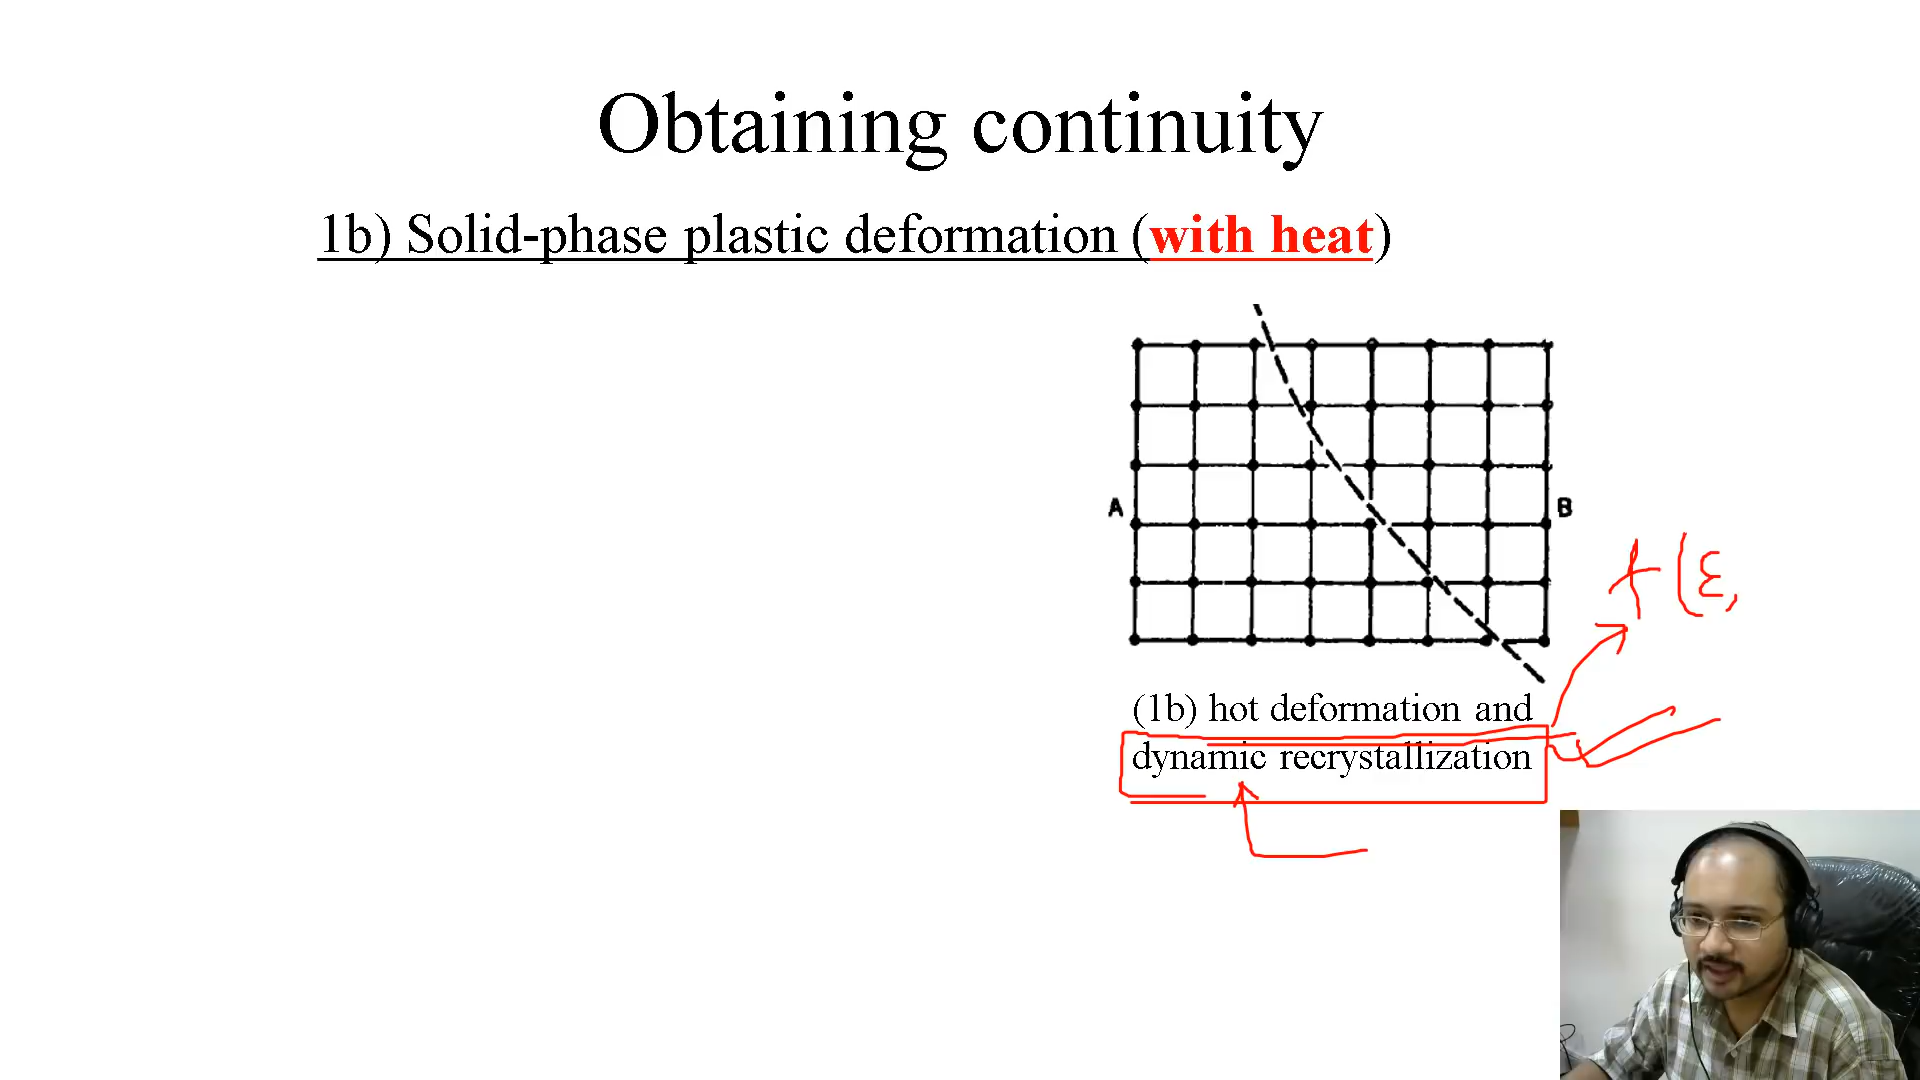 Obtaining continuity
1b) Solid-phase plastic deformation (with heat)
A
B
f(ε,
(1b) hot deformation and
dynamic recrystallization